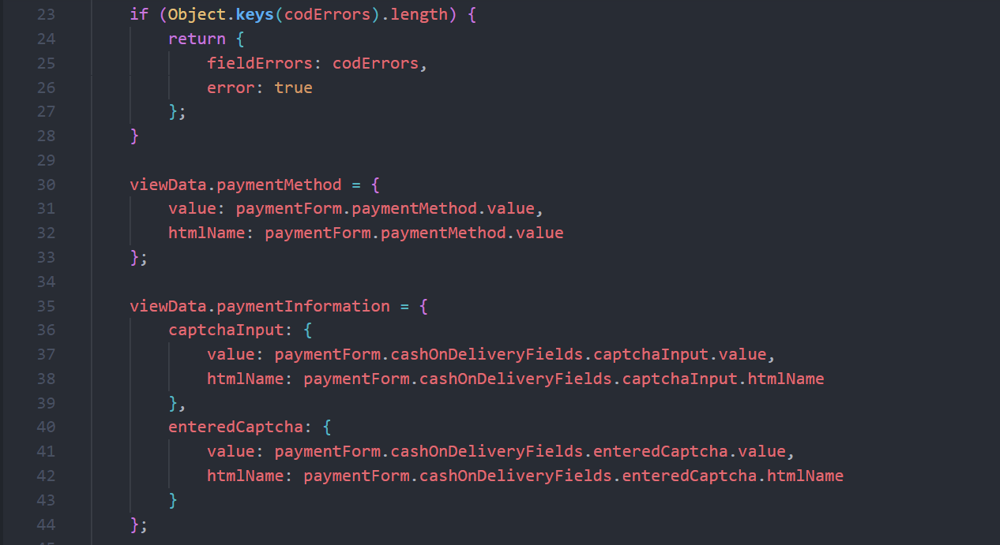 23 if (Object.keys(codErrors).length) {
24 return {
25 fieldErrors: codErrors,
26 error: true
27 };
28 }
29
30 viewData.paymentMethod = {
31 value: paymentForm.paymentMethod.value,
32 htmlName: paymentForm.paymentMethod.value
33 };
34
35 viewData.paymentInformation = {
36 captchaInput: {
37 value: paymentForm.cashOnDeliveryFields.captchaInput.value,
38 htmlName: paymentForm.cashOnDeliveryFields.captchaInput.htmlName
39 },
40 enteredCaptcha: {
41 value: paymentForm.cashOnDeliveryFields.enteredCaptcha.value,
42 htmlName: paymentForm.cashOnDeliveryFields.enteredCaptcha.htmlName
43 }
44 };